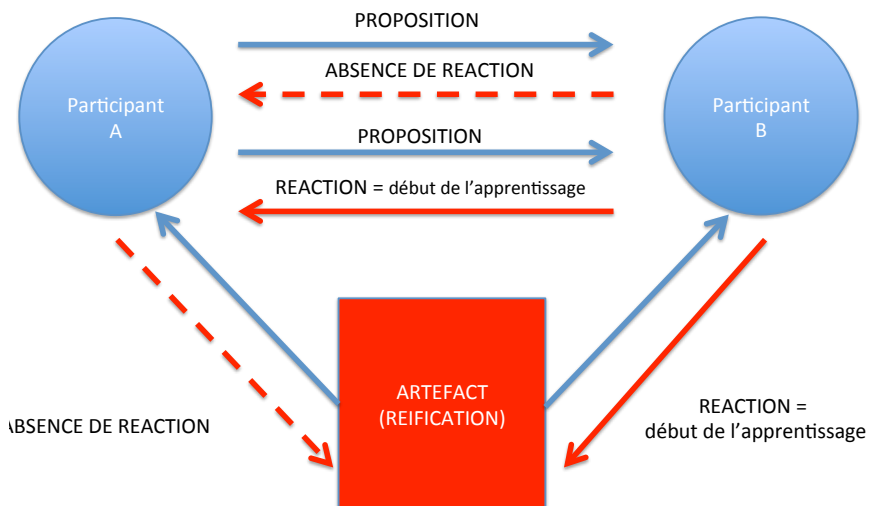 PROPOSITION
ABSENCE DE REACTION
Participant
A
Participant
B
PROPOSITION
REACTION = début de l'apprentissage
ARTEFACT
(REIFICATION)
ABSENCE DE REACTION
REACTION =
début de l'apprentissage